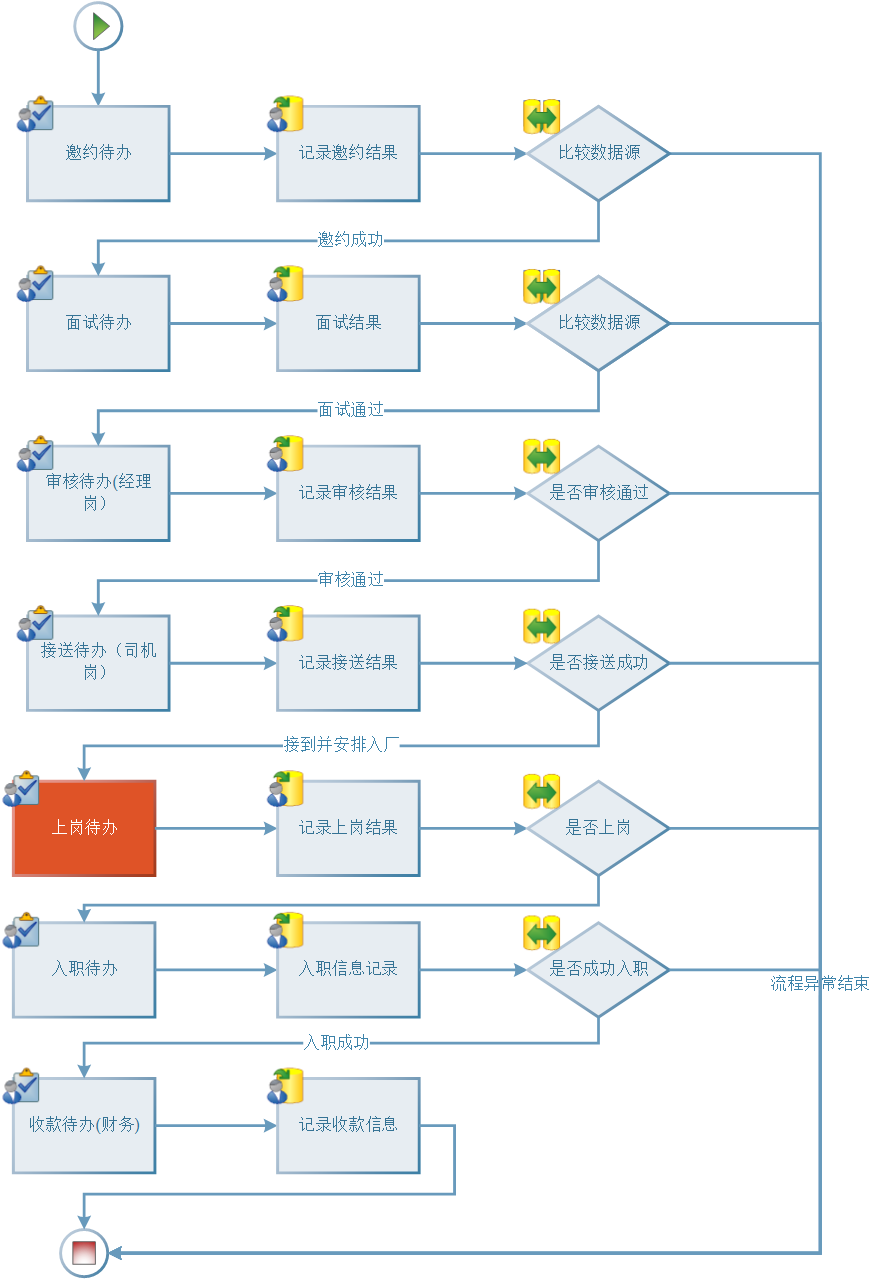 邀约待办
记录邀约结果
比较数据源
邀约成功
面试待办
面试结果
比较数据源
面试通过
审核待办(经理
岗）
记录审核结果
是否审核通过
审核通过
接送待办（司机
岗）
记录接送结果
是否接送成功
接到并安排入厂
上岗待办
记录上岗结果
是否上岗
入职待办
入职信息记录
是否成功入职
流程异常结束
入职成功
收款待办(财务)
记录收款信息